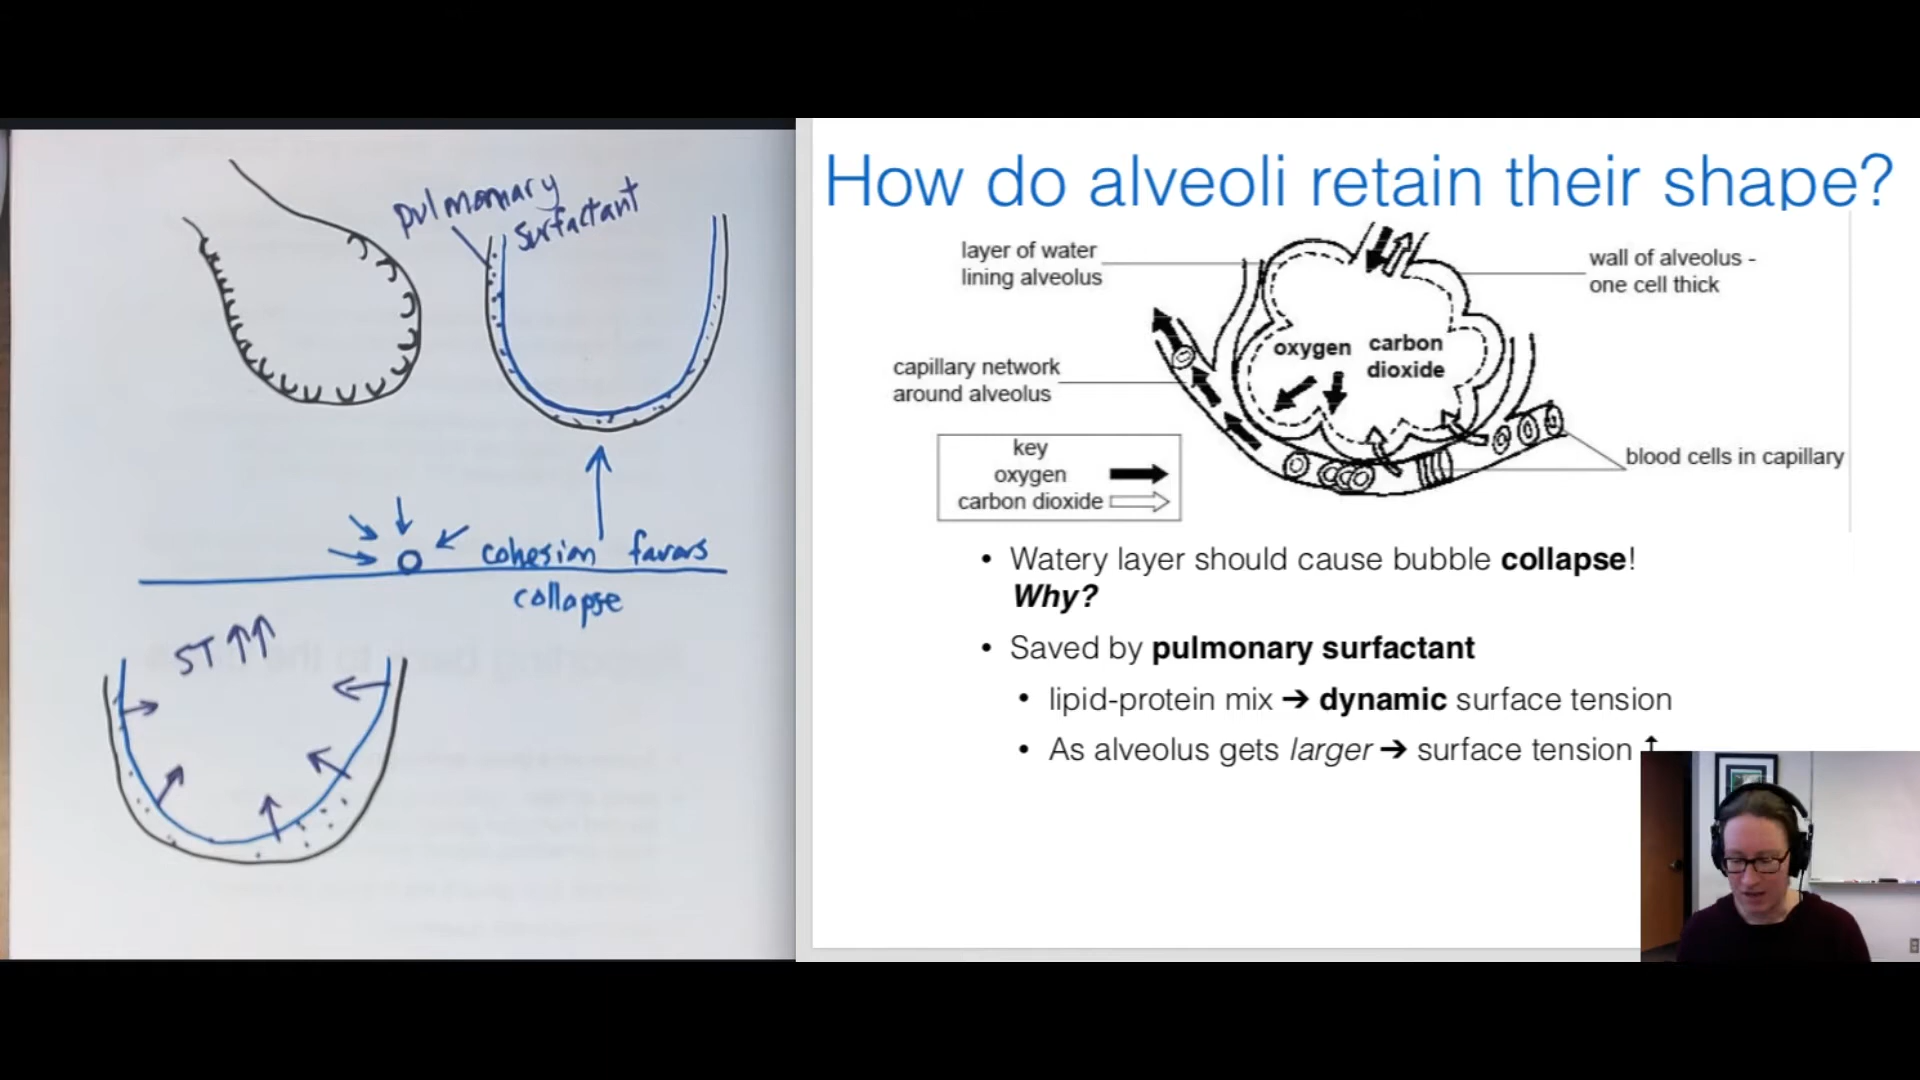 pulmonary
surfactant
cohesion favors
collapse
ST ↑↑
How do alveoli retain their shape?
layer of water
lining alveolus
wall of alveolus -
one cell thick
oxygen
carbon
dioxide
capillary network
around alveolus
key
oxygen
carbon dioxide
blood cells in capillary
• Watery layer should cause bubble collapse!
Why?
• Saved by pulmonary surfactant
• lipid-protein mix ➔ dynamic surface tension
• As alveolus gets larger ➔ surface tension ↑